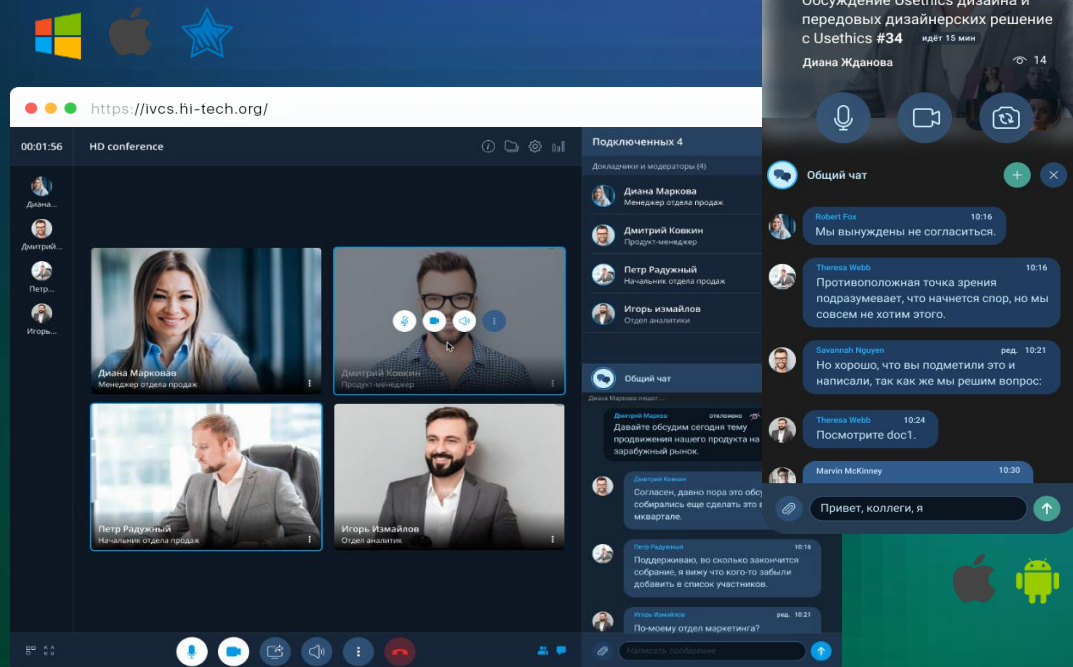 https://ivcs.hi-tech.org/
00:01:56
HD conference
Диана...
Дмитрий...
Петр...
Игорь...
Диана Марковав
Менеджер отдела продаж
Дмитрий Ковкин
Продукт-менеджер
Петр Радужный
Начальник отдела продаж
Игорь Измайлов
Отдел аналитик
Подключенных 4
Докладчики и модераторы (4)
Диана Маркова
Менеджер отдела продаж
Дмитрий Ковкин
Продукт-менеджер
Петр Радужный
Начальник отдела продаж
Игорь измайлов
Отдел аналитики
Общий чат
Диана Маркова пишет ...
Дмитрий Марков отклонено
Давайте обсудим сегодня тему
продвижения нашего продукта на
зарубужный рынок.
Дмитрий Ковкин
Согласен, давно пора это обсу
собирались еще сделать это в
мквартале.
Петр Радужный 10:16
Поддерживаю, во сколько закончится
собрание, я вижу что кого-то забыли
добавить в список участников.
Игорь Измайлов ред. 10:21
По-моему отдел маркетинга?
Написать сообщение
Обсуждение Usethics дизайна и
передовых дизайнерских решение
с Usethics #34 идёт 15 мин
Диана Жданова 14
Общий чат
Robert Fox 10:16
Мы вынуждены не согласиться.
Theresa Webb 10:16
Противоположная точка зрения
подразумевает, что начнется спор, но мы
совсем не хотим этого.
Savannah Nguyen ред. 10:21
Но хорошо, что вы подметили это и
написали, так как же мы решим вопрос:
Theresa Webb 10:24
Посмотрите doc1.
Marvin McKinney 10:30
Привет, коллеги, я